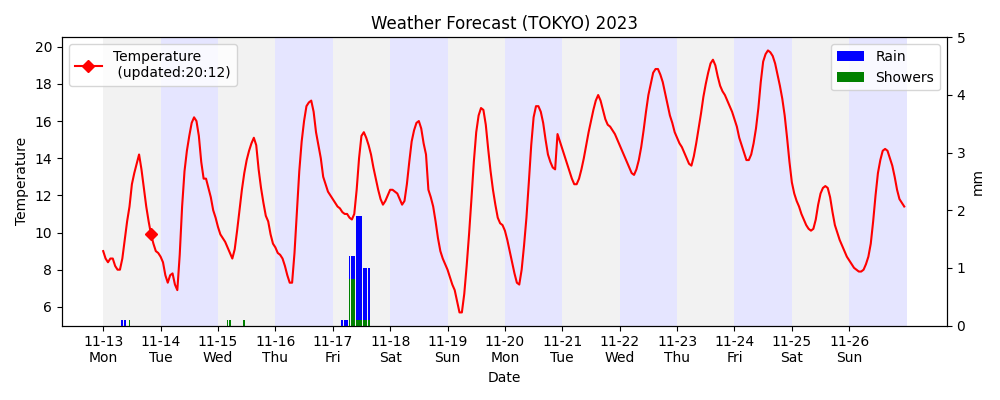 Weather Forecast (TOKYO) 2023
Temperature
(updated:20:12)
Rain
Showers
Temperature
20
18
16
14
12
10
8
6
5
4
3
2
1
0
mm
11-13 11-14 11-15 11-16 11-17 11-18 11-19 11-20 11-21 11-22 11-23 11-24 11-25 11-26
Mon Tue Wed Thu Fri Sat Sun Mon Tue Wed Thu Fri Sat Sun
Date